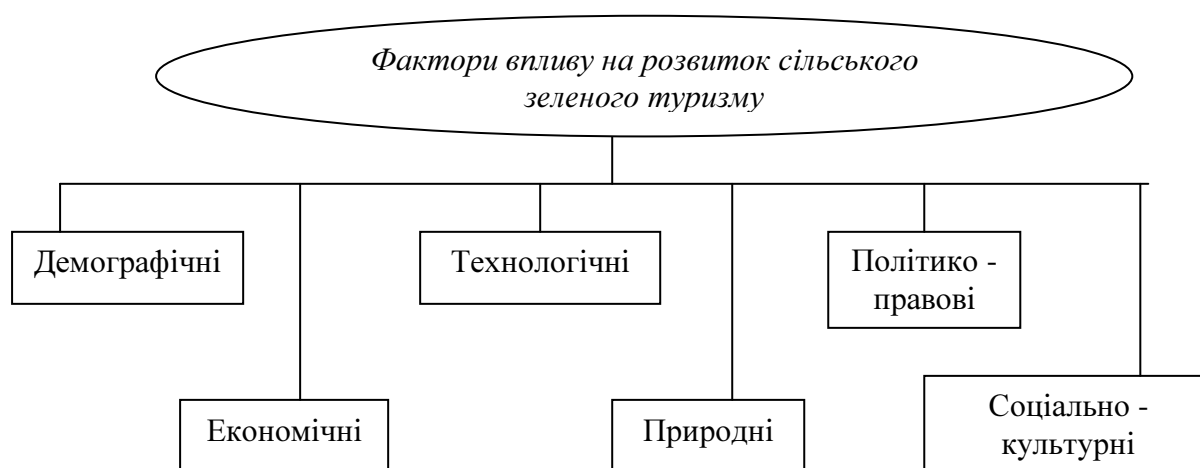 Фактори впливу на розвиток сільського
зеленого туризму
Демографічні
Технологічні
Політико -
правові
Економічні
Природні
Соціально -
культурні